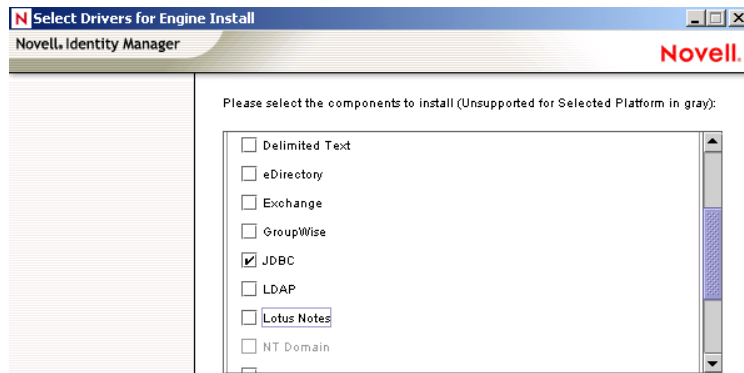 N Select Drivers for Engine Install
Novell. Identity Manager
Novell.
Please select the components to install (Unsupported for Selected Platform in gray):
Delimited Text
eDirectory
Exchange
GroupWise
JDBC
LDAP
Lotus Notes
NT Domain